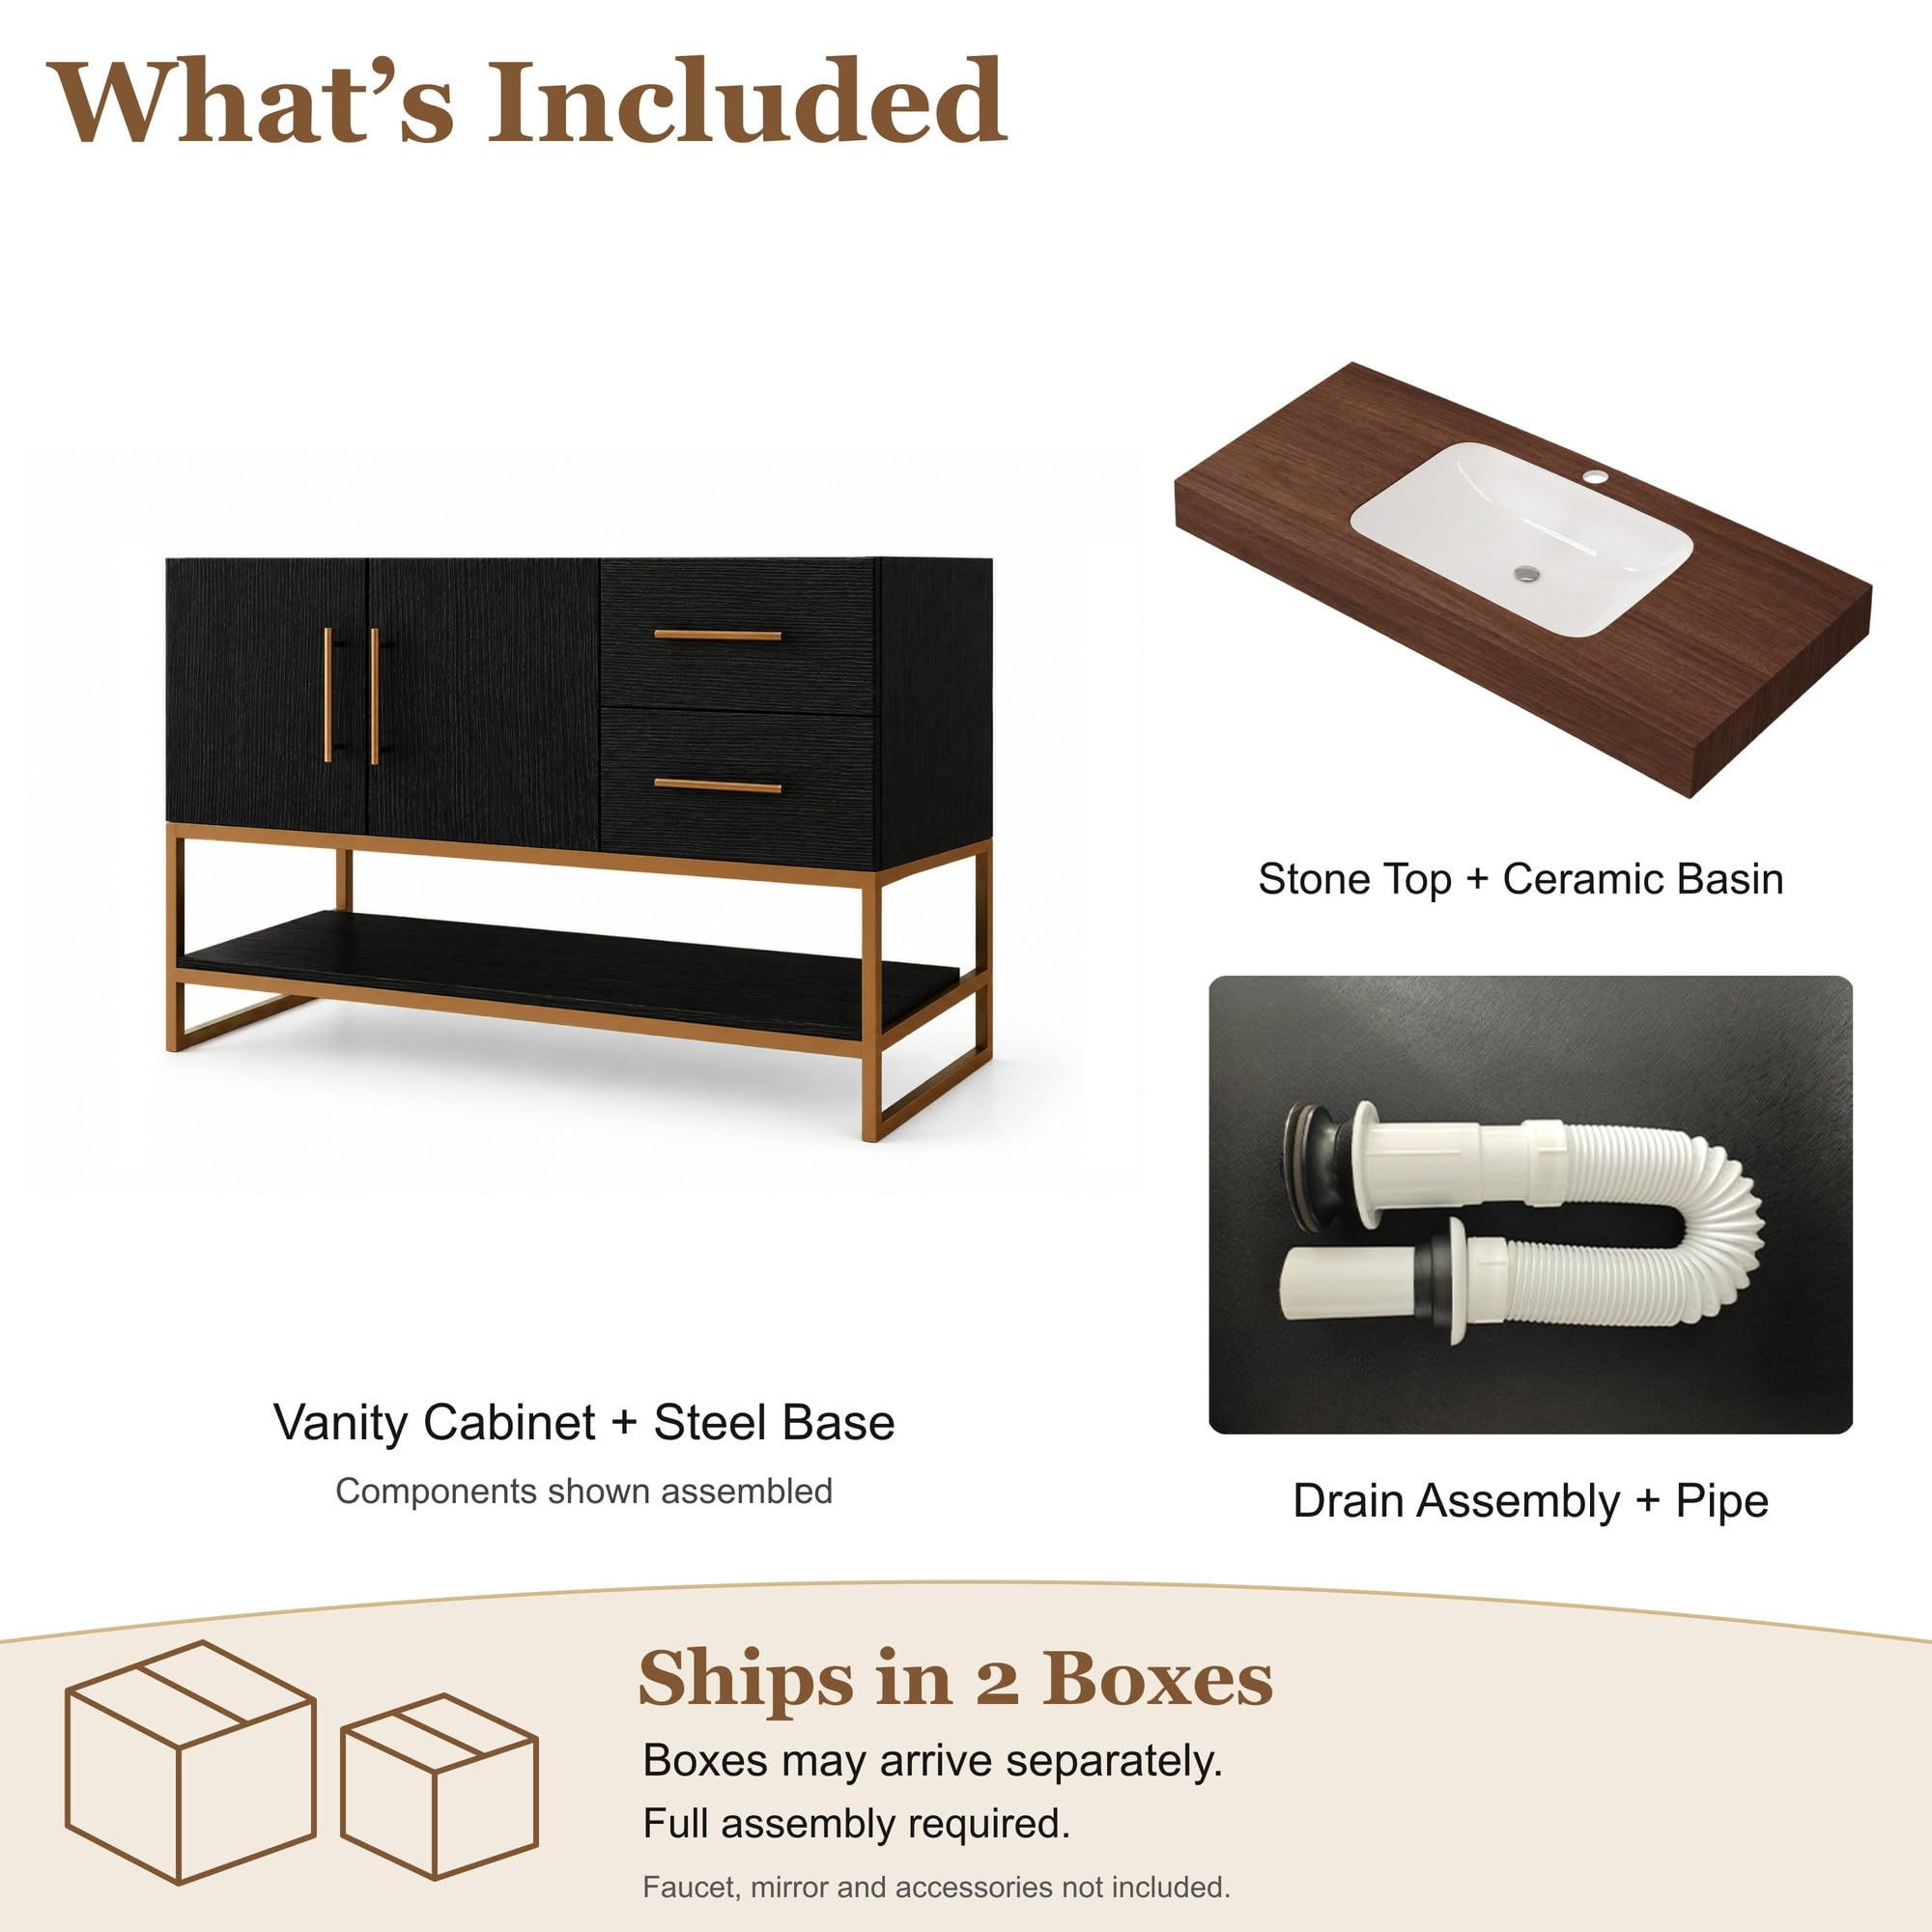 What’s Included
Stone Top + Ceramic Basin
Vanity Cabinet + Steel Base
Components shown assembled
Drain Assembly + Pipe
Ships in 2 Boxes
Boxes may arrive separately.
Full assembly required.
Faucet, mirror and accessories not included.